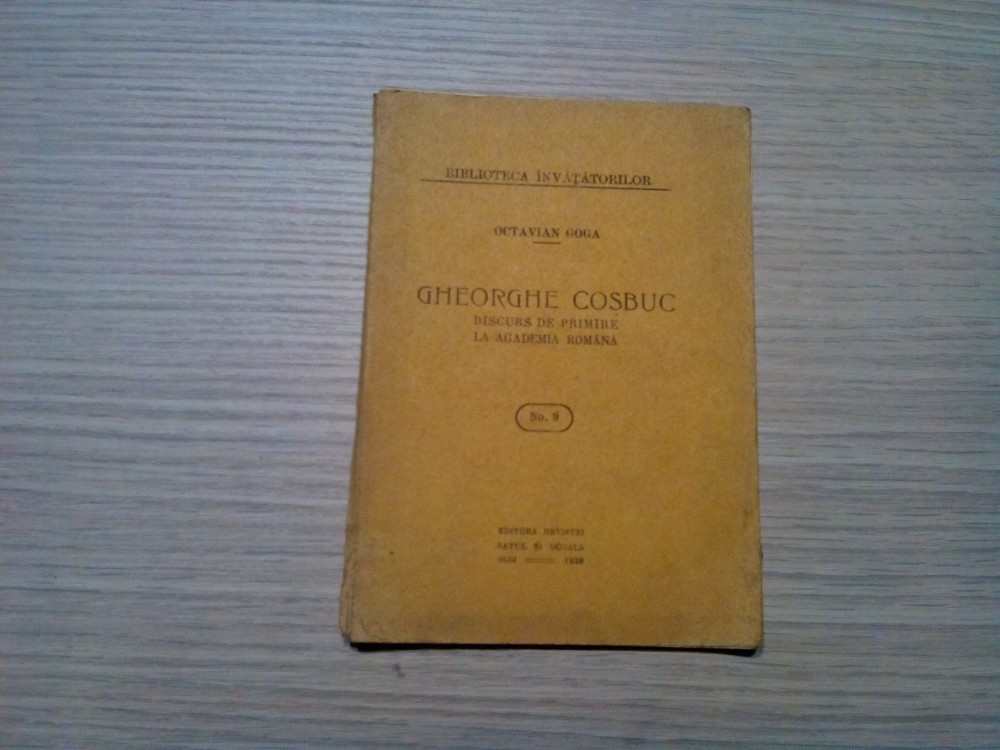 BIBLIOTECA ÎNVĂȚĂTORILOR
OCTAVIAN GOGA
GHEORGHE COȘBUC
DISCURS DE PRIMIRE
LA ACADEMIA ROMÂNĂ
No. 9
EDITURA REVISTEI
SATUL ȘI ȘCOALA
CLUJ